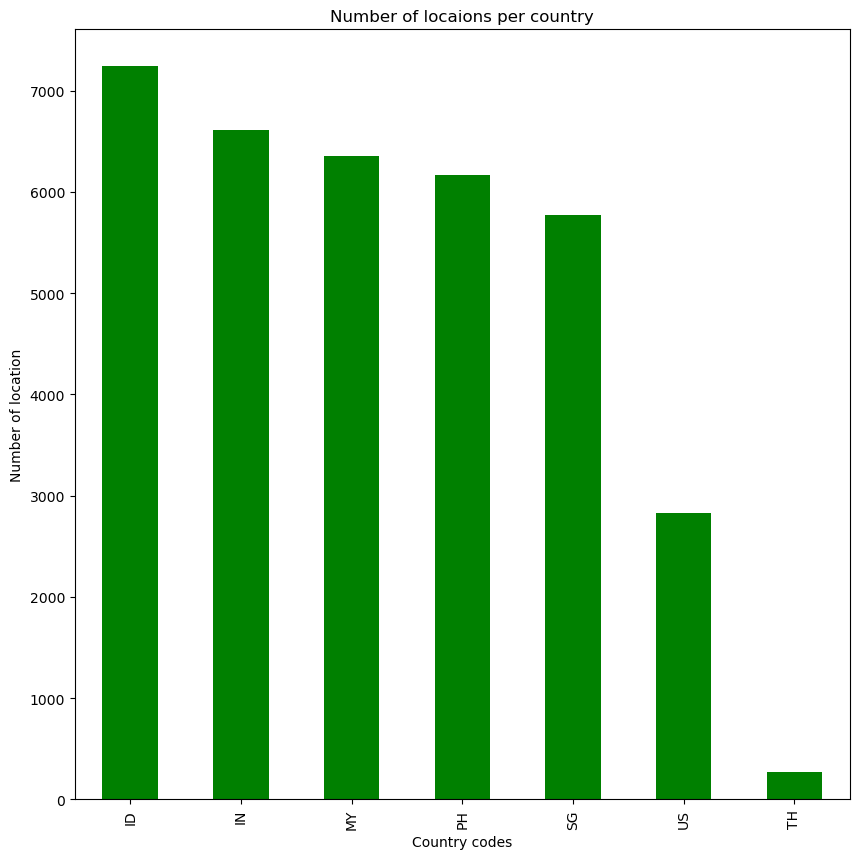 Number of locaions per country
Number of location
7000
6000
5000
4000
3000
2000
1000
0
ID
IN
MY
PH
SG
US
TH
Country codes